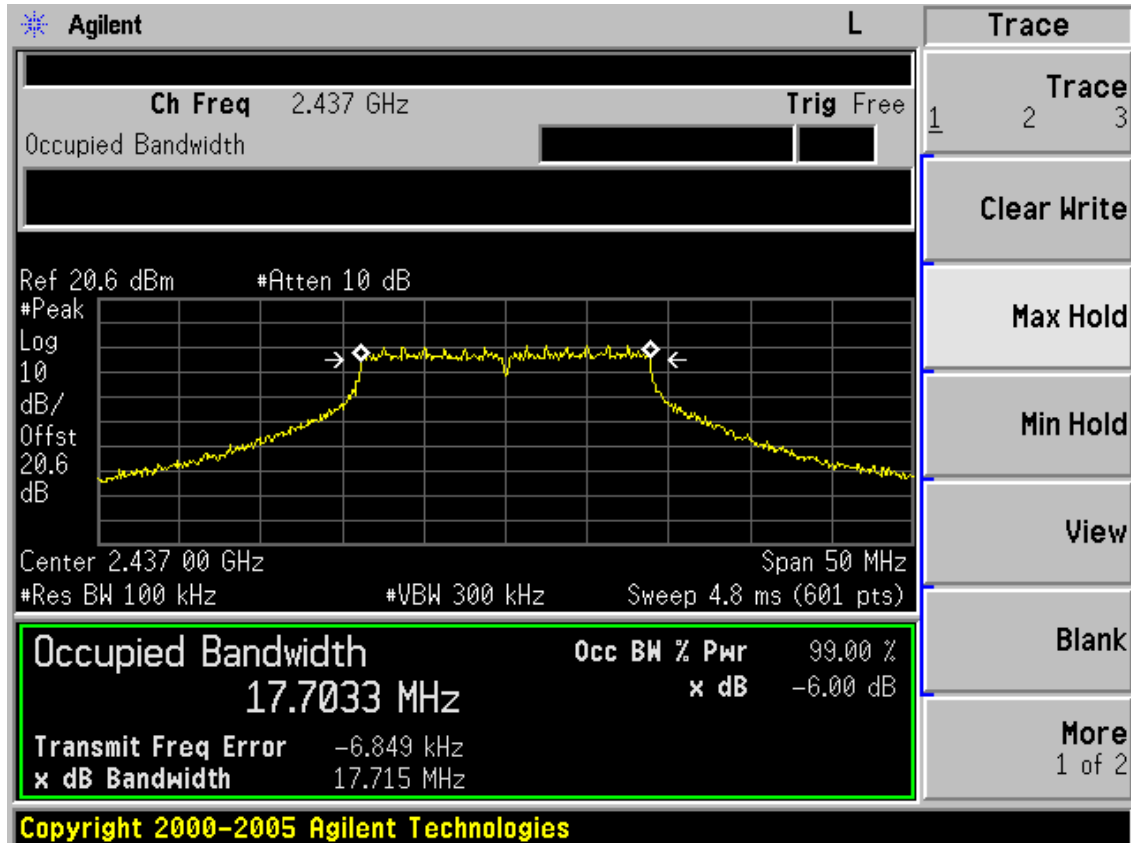 Agilent L Trace
Ch Freq 2.437 GHz Trig Free
Occupied Bandwidth
Trace
1 2 3
Clear Write
Max Hold
Min Hold
View
Blank
More
1 of 2
Ref 20.6 dBm #Atten 10 dB
#Peak
Log
10
dB/
Offst
20.6
dB
Center 2.437 00 GHz Span 50 MHz
#Res BW 100 kHz #VBW 300 kHz Sweep 4.8 ms (601 pts)
Occupied Bandwidth Occ BW % Pwr 99.00 %
17.7033 MHz x dB -6.00 dB
Transmit Freq Error -6.849 kHz
x dB Bandwidth 17.715 MHz
Copyright 2000-2005 Agilent Technologies